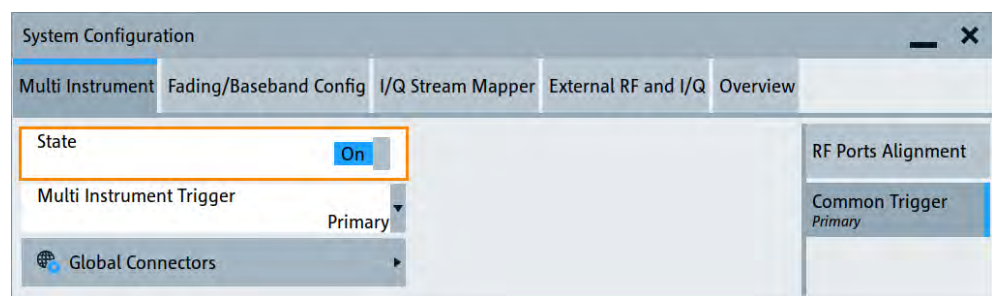 System Configuration
Multi Instrument Fading/Baseband Config I/Q Stream Mapper External RF and I/Q Overview
State
On
Multi Instrument Trigger
Primary
Global Connectors
RF Ports Alignment
Common Trigger
Primary